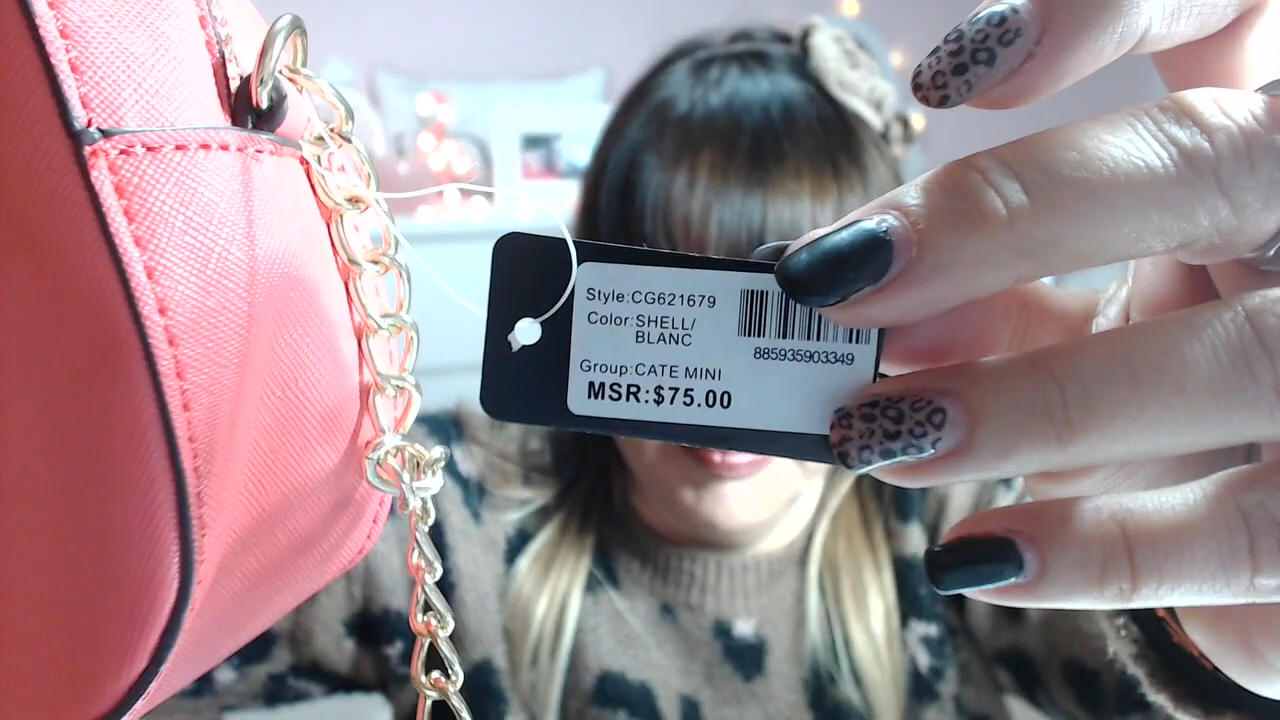 Style:CG621679
Color:SHELL/
BLANC
885935903349
Group:CATE MINI
MSR:$75.00